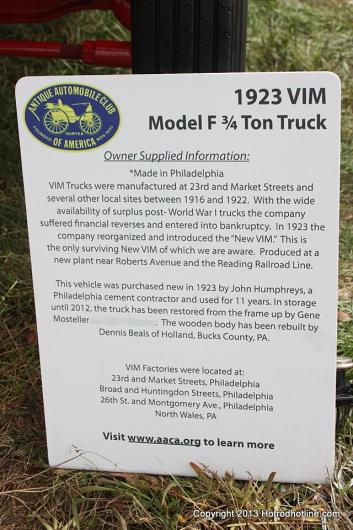 ANTIQUE AUTOMOBILE CLUB
OF AMERICA
FOUNDED NOV 1935
DURYEA
1923 VIM
Model F ¾ Ton Truck
Owner Supplied Information:
*Made in Philadelphia
VIM Trucks were manufactured at 23rd and Market Streets and
several other local sites between 1916 and 1922. With the wide
availability of surplus post- World War I trucks the company
suffered financial reverses and entered into bankruptcy. In 1923 the
company reorganized and introduced the “New VIM.” This is
the only surviving New VIM of which we are aware. Produced at a
new plant near Roberts Avenue and the Reading Railroad Line.
This vehicle was purchased new in 1923 by John Humphreys, a
Philadelphia cement contractor and used for 11 years. In storage
until 2012, the truck has been restored from the frame up by Gene
Mosteller . The wooden body has been rebuilt by
Dennis Beals of Holland, Bucks County, PA.
VIM Factories were located at:
23rd and Market Streets, Philadelphia
Broad and Huntingdon Streets, Philadelphia
26th St. and Montgomery Ave., Philadelphia
North Wales, PA
Visit www.aaca.org to learn more
Copyright 2013 Hotrodhotline.com